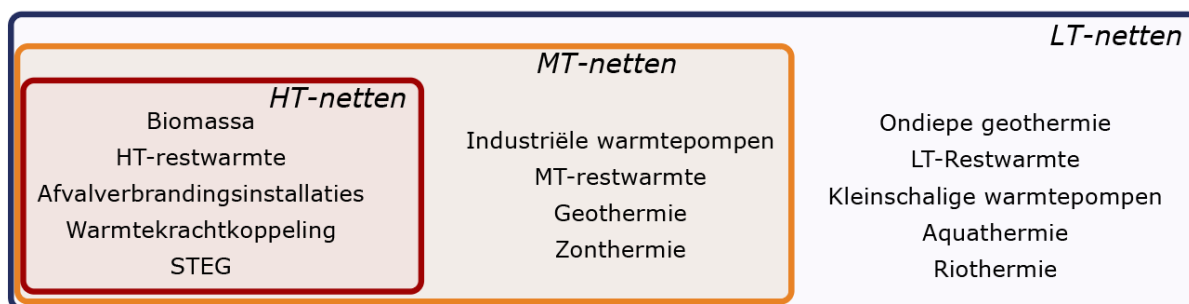 LT-netten
MT-netten
HT-netten
Biomassa
HT-restwarmte
Afvalverbrandingsinstallaties
Warmtekrachtkoppeling
STEG
Industriële warmtepompen
MT-restwarmte
Geothermie
Zonthermie
Ondiepe geothermie
LT-Restwarmte
Kleinschalige warmtepompen
Aquathermie
Riothermie